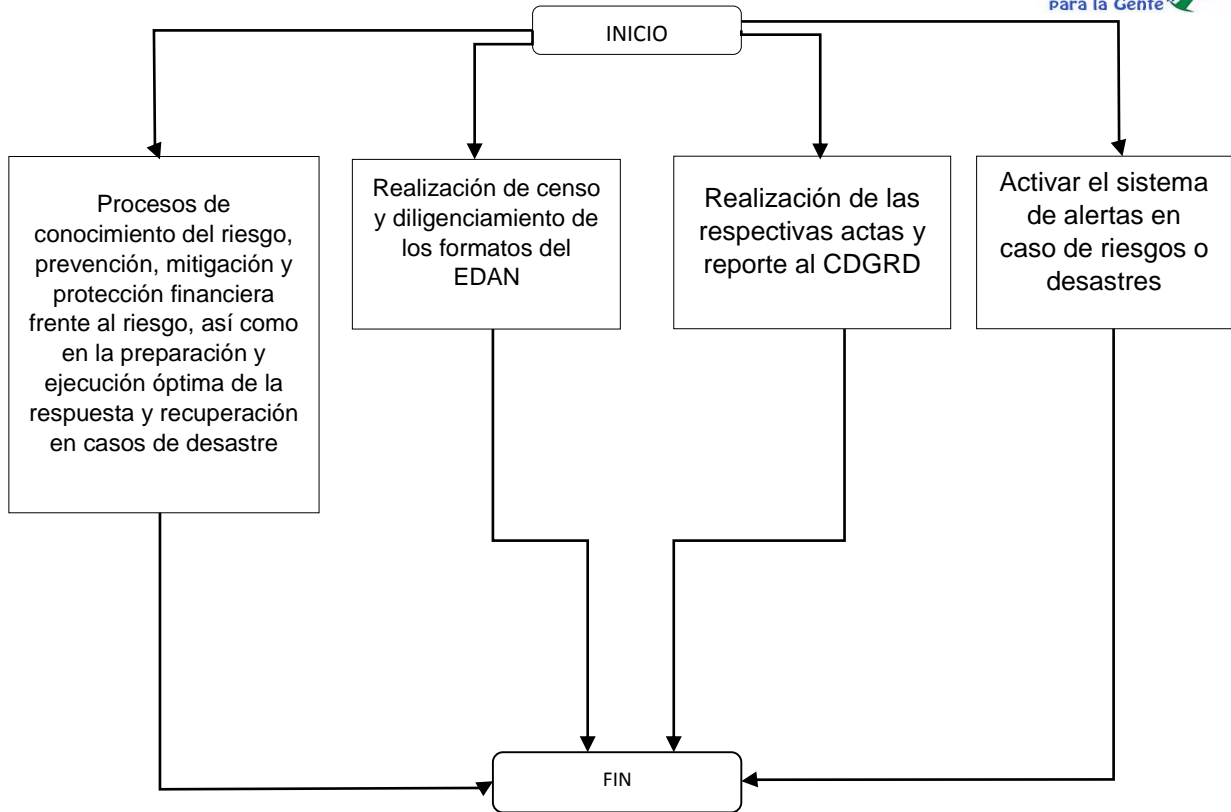 para la Gente
INICIO
Procesos de
conocimiento del riesgo,
prevención, mitigación y
protección financiera
frente al riesgo, así como
en la preparación y
ejecución óptima de la
respuesta y recuperación
en casos de desastre
Realización de censo
y diligenciamiento de
los formatos del
EDAN
Realización de las
respectivas actas y
reporte al CDGRD
Activar el sistema
de alertas en
caso de riesgos o
desastres
FIN